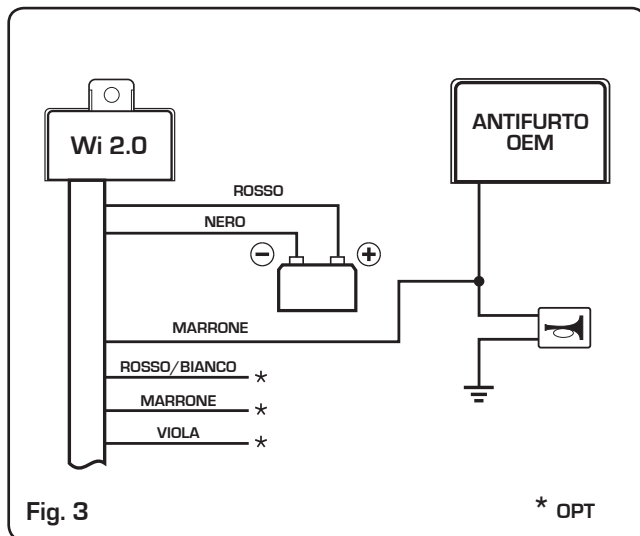 Wi 2.0
ANTIFURTO
OEM
ROSSO
NERO
− +
MARRONE
ROSSO/BIANCO *
MARRONE *
VIOLA *
Fig. 3
* OPT